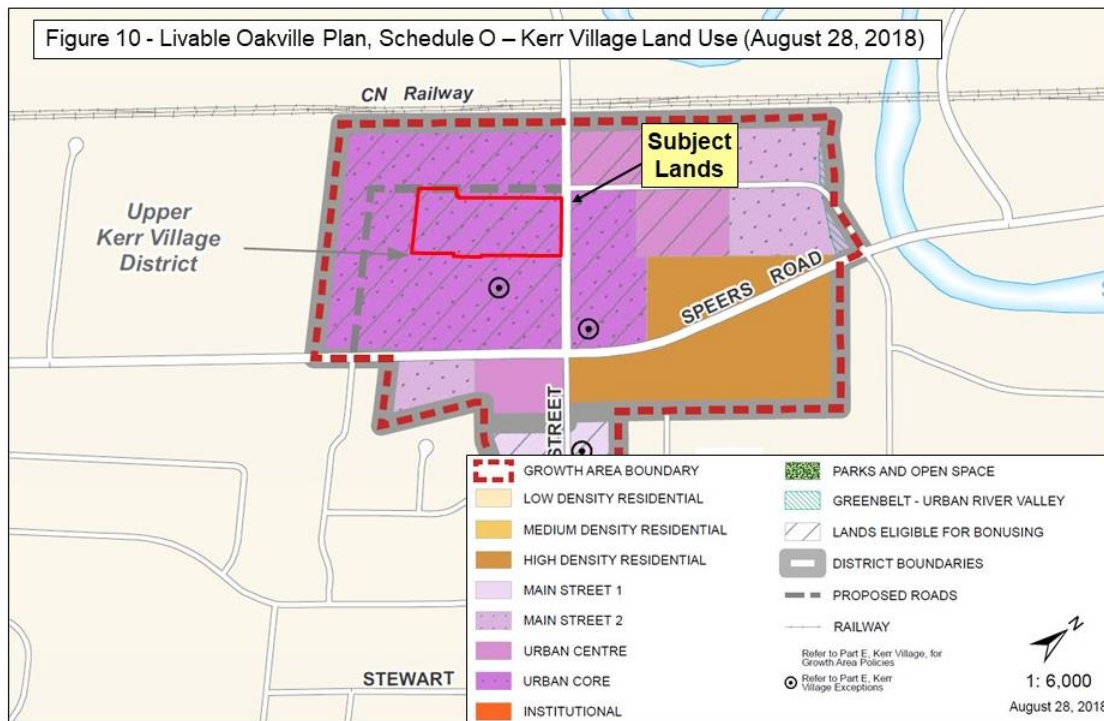 Figure 10 - Livable Oakville Plan, Schedule O – Kerr Village Land Use (August 28, 2018)
CN Railway
Subject
Lands
Upper
Kerr Village
District
SPEERS ROAD
STREET
STEWART
GROWTH AREA BOUNDARY
LOW DENSITY RESIDENTIAL
MEDIUM DENSITY RESIDENTIAL
HIGH DENSITY RESIDENTIAL
MAIN STREET 1
MAIN STREET 2
URBAN CENTRE
URBAN CORE
INSTITUTIONAL
PARKS AND OPEN SPACE
GREENBELT - URBAN RIVER VALLEY
LANDS ELIGIBLE FOR BONUSING
DISTRICT BOUNDARIES
PROPOSED ROADS
RAILWAY
Refer to Part E, Kerr Village, for
Growth Area Policies
Refer to Part E, Kerr
Village Exceptions
N
1: 6,000
August 28, 2018